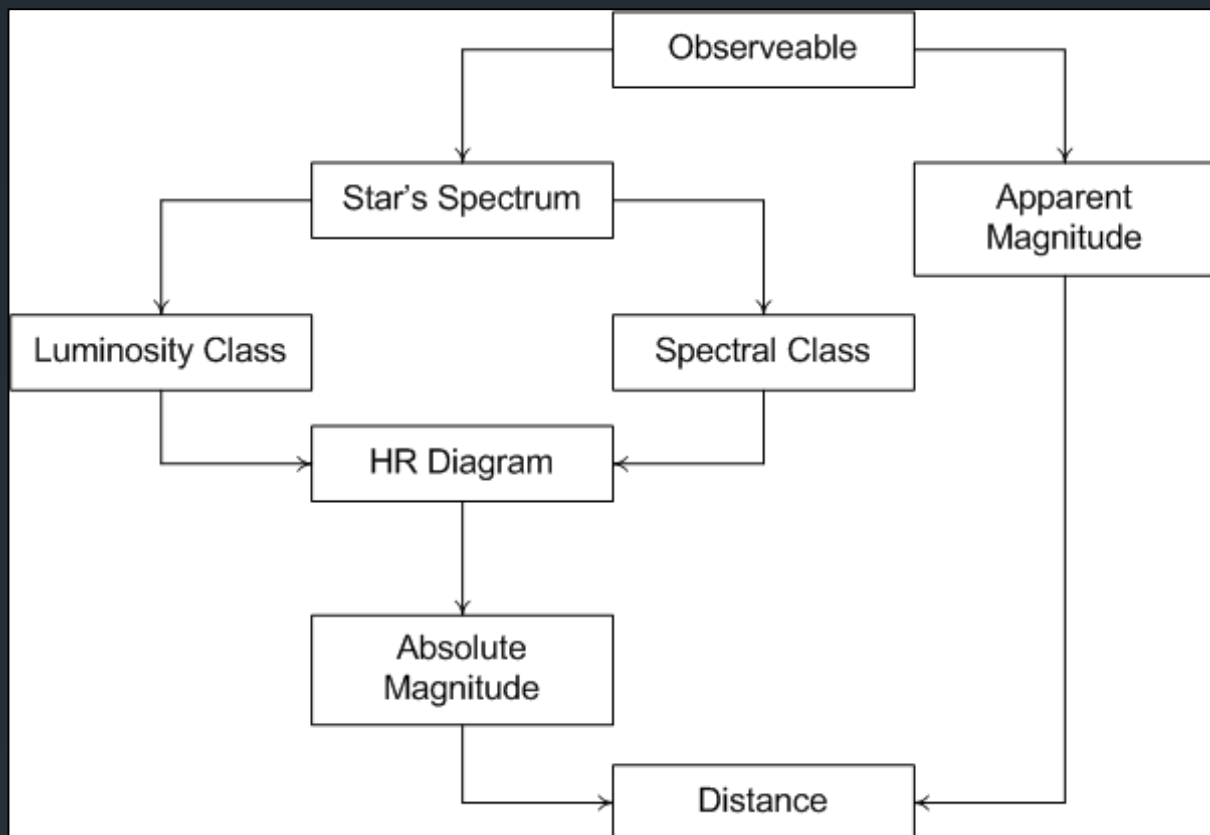 Observeable
Star's Spectrum
Apparent
Magnitude
Luminosity Class
Spectral Class
HR Diagram
Absolute
Magnitude
Distance